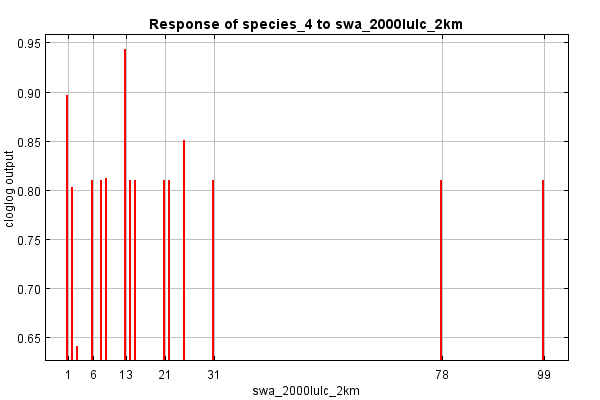 Response of species_4 to swa_2000lulc_2km
0.95
0.90
0.85
0.80
0.75
0.70
0.65
cloglog output
1 6 13 21 31 78 99
swa_2000lulc_2km